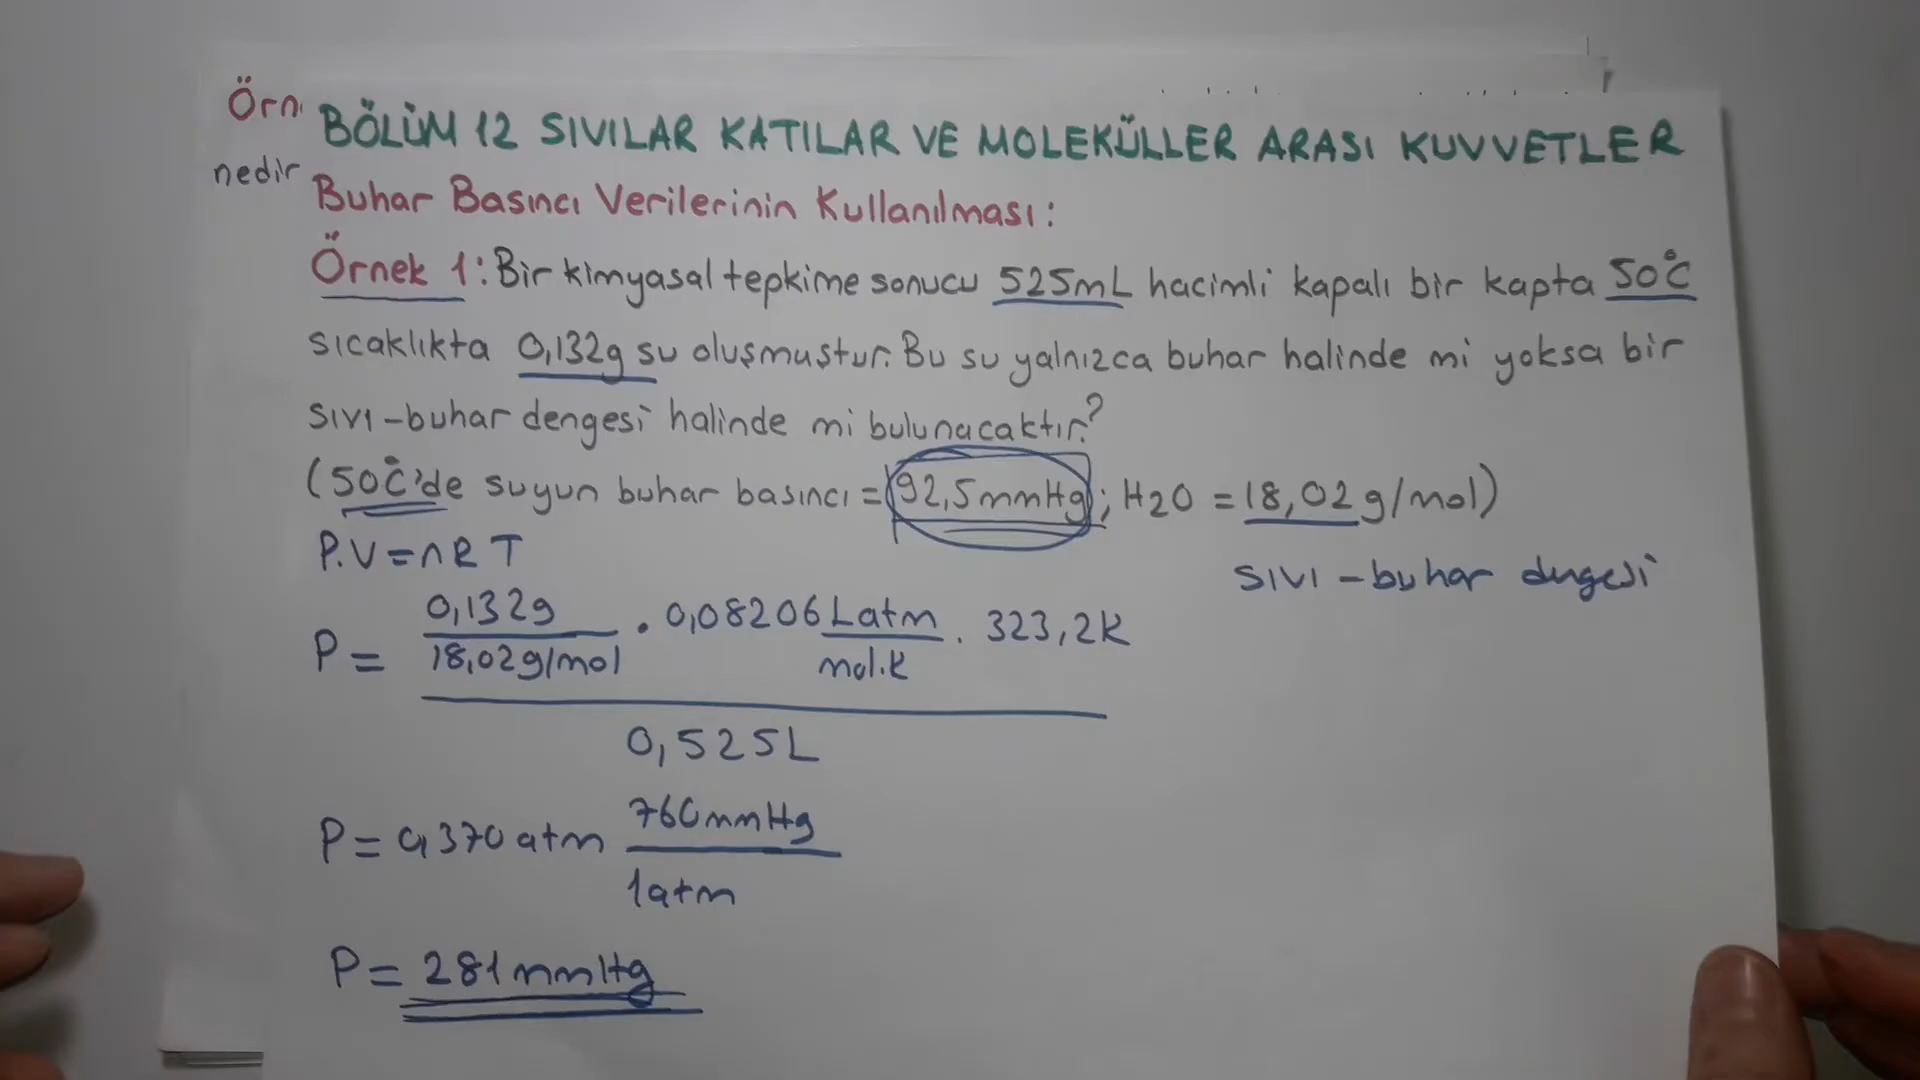 Örn
nedir
BÖLÜM 12 SIVILAR KATILAR VE MOLEKÜLLER ARASI KUVVETLER
Buhar Basıncı Verilerinin Kullanılması:
Örnek 1: Bir kimyasal tepkime sonucu 525mL hacimli kapalı bir kapta 50°C
sıcaklıkta 0,132g su oluşmuştur. Bu su yalnızca buhar halinde mi yoksa bir
sıvı-buhar dengesi halinde mi bulunacaktır?
(50°C'de suyun buhar basıncı = 92,5mmHg; H2O = 18,02g/mol)
P.V=nRT
sıvı-buhar dengesi
0,132g
18,02g/mol
P= . 0,08206 Latm . 323,2K
mol.K
0,525L
P= 0,370 atm 760mmHg
1atm
P= 281mmHg